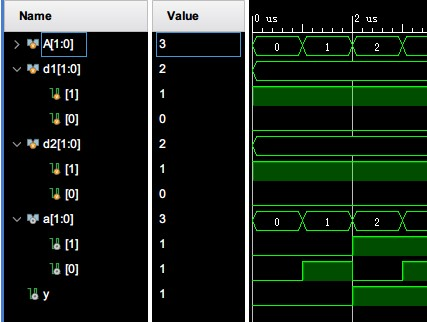 Name Value 0 us 2 us
A[1:0] 3 0 1 2
d1[1:0] 2
[1] 1
[0] 0
d2[1:0] 2
[1] 1
[0] 0
a[1:0] 3 0 1 2
[1] 1
[0] 1
y 1